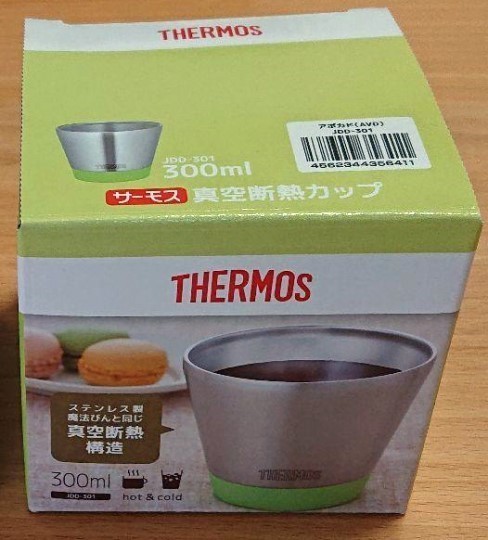 THERMOS
アボカド(AVD)
JDD-301
4562344356411
THERMOS
JDD-301
300ml
サーモス 真空断熱カップ
THERMOS
ステンレス製
魔法びんと同じ
真空断熱
構造
THERMOS
300ml
JDD-301
hot & cold